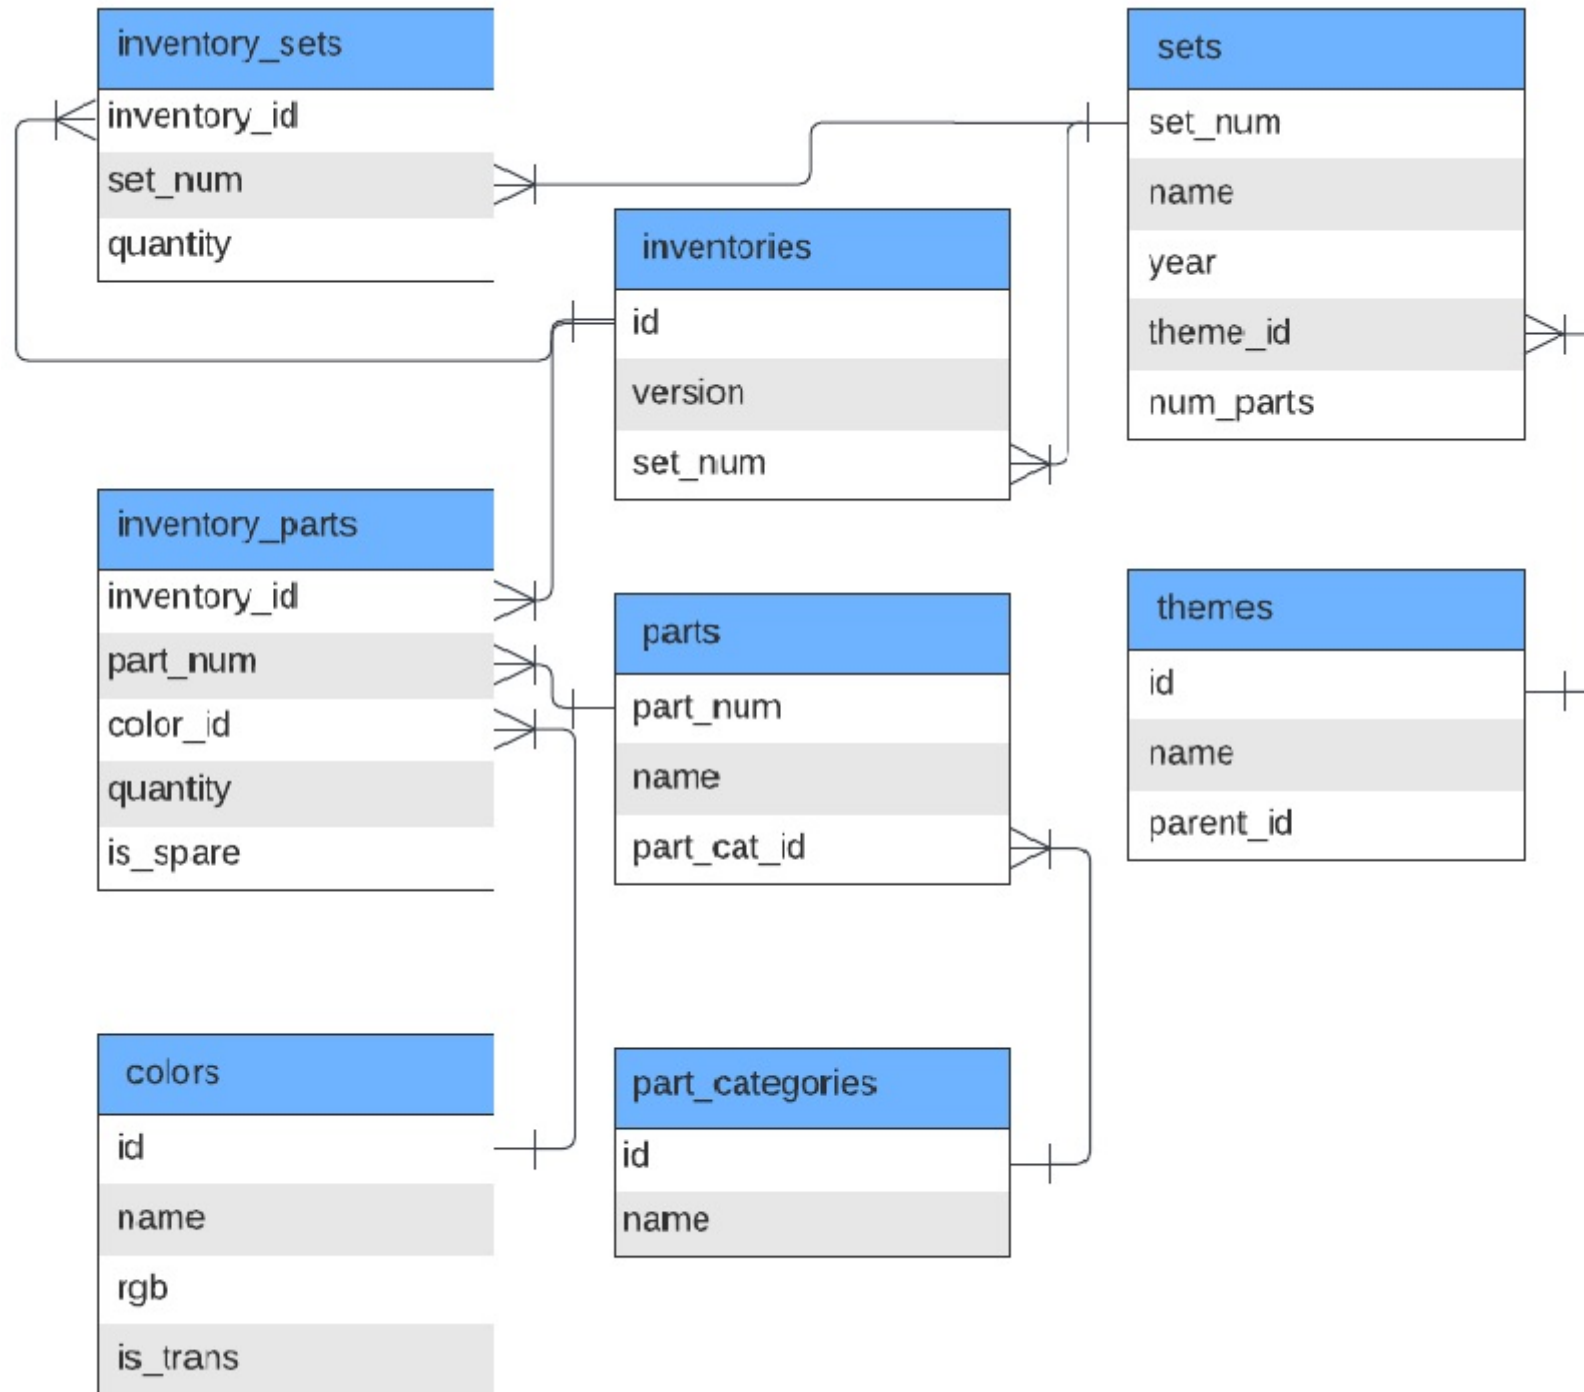 inventory_sets
inventory_id
set_num
quantity
sets
set_num
name
year
theme_id
num_parts
inventories
id
version
set_num
inventory_parts
inventory_id
part_num
color_id
quantity
is_spare
parts
part_num
name
part_cat_id
themes
id
name
parent_id
colors
id
name
rgb
is_trans
part_categories
id
name